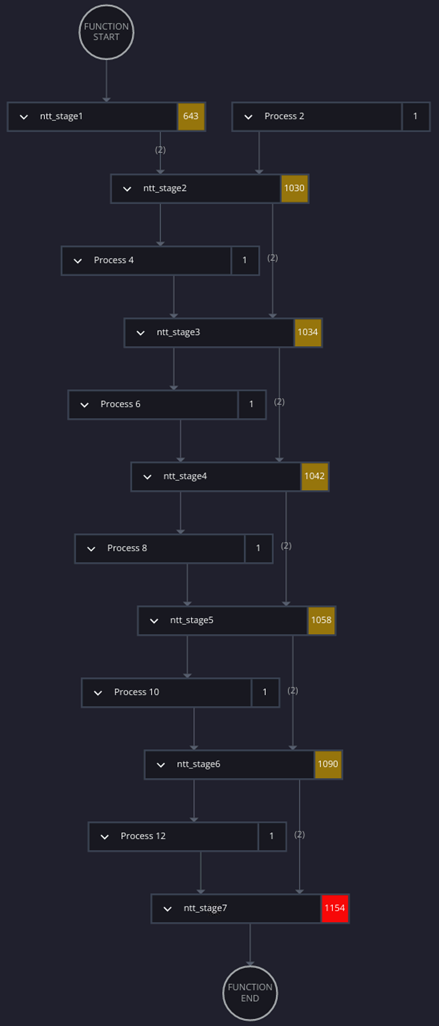 FUNCTION
START
ntt_stage1 643
Process 2 1
(2)
ntt_stage2 1030
Process 4 1
(2)
ntt_stage3 1034
Process 6 1
(2)
ntt_stage4 1042
Process 8 1
(2)
ntt_stage5 1058
Process 10 1
(2)
ntt_stage6 1090
Process 12 1
(2)
ntt_stage7 1154
FUNCTION
END